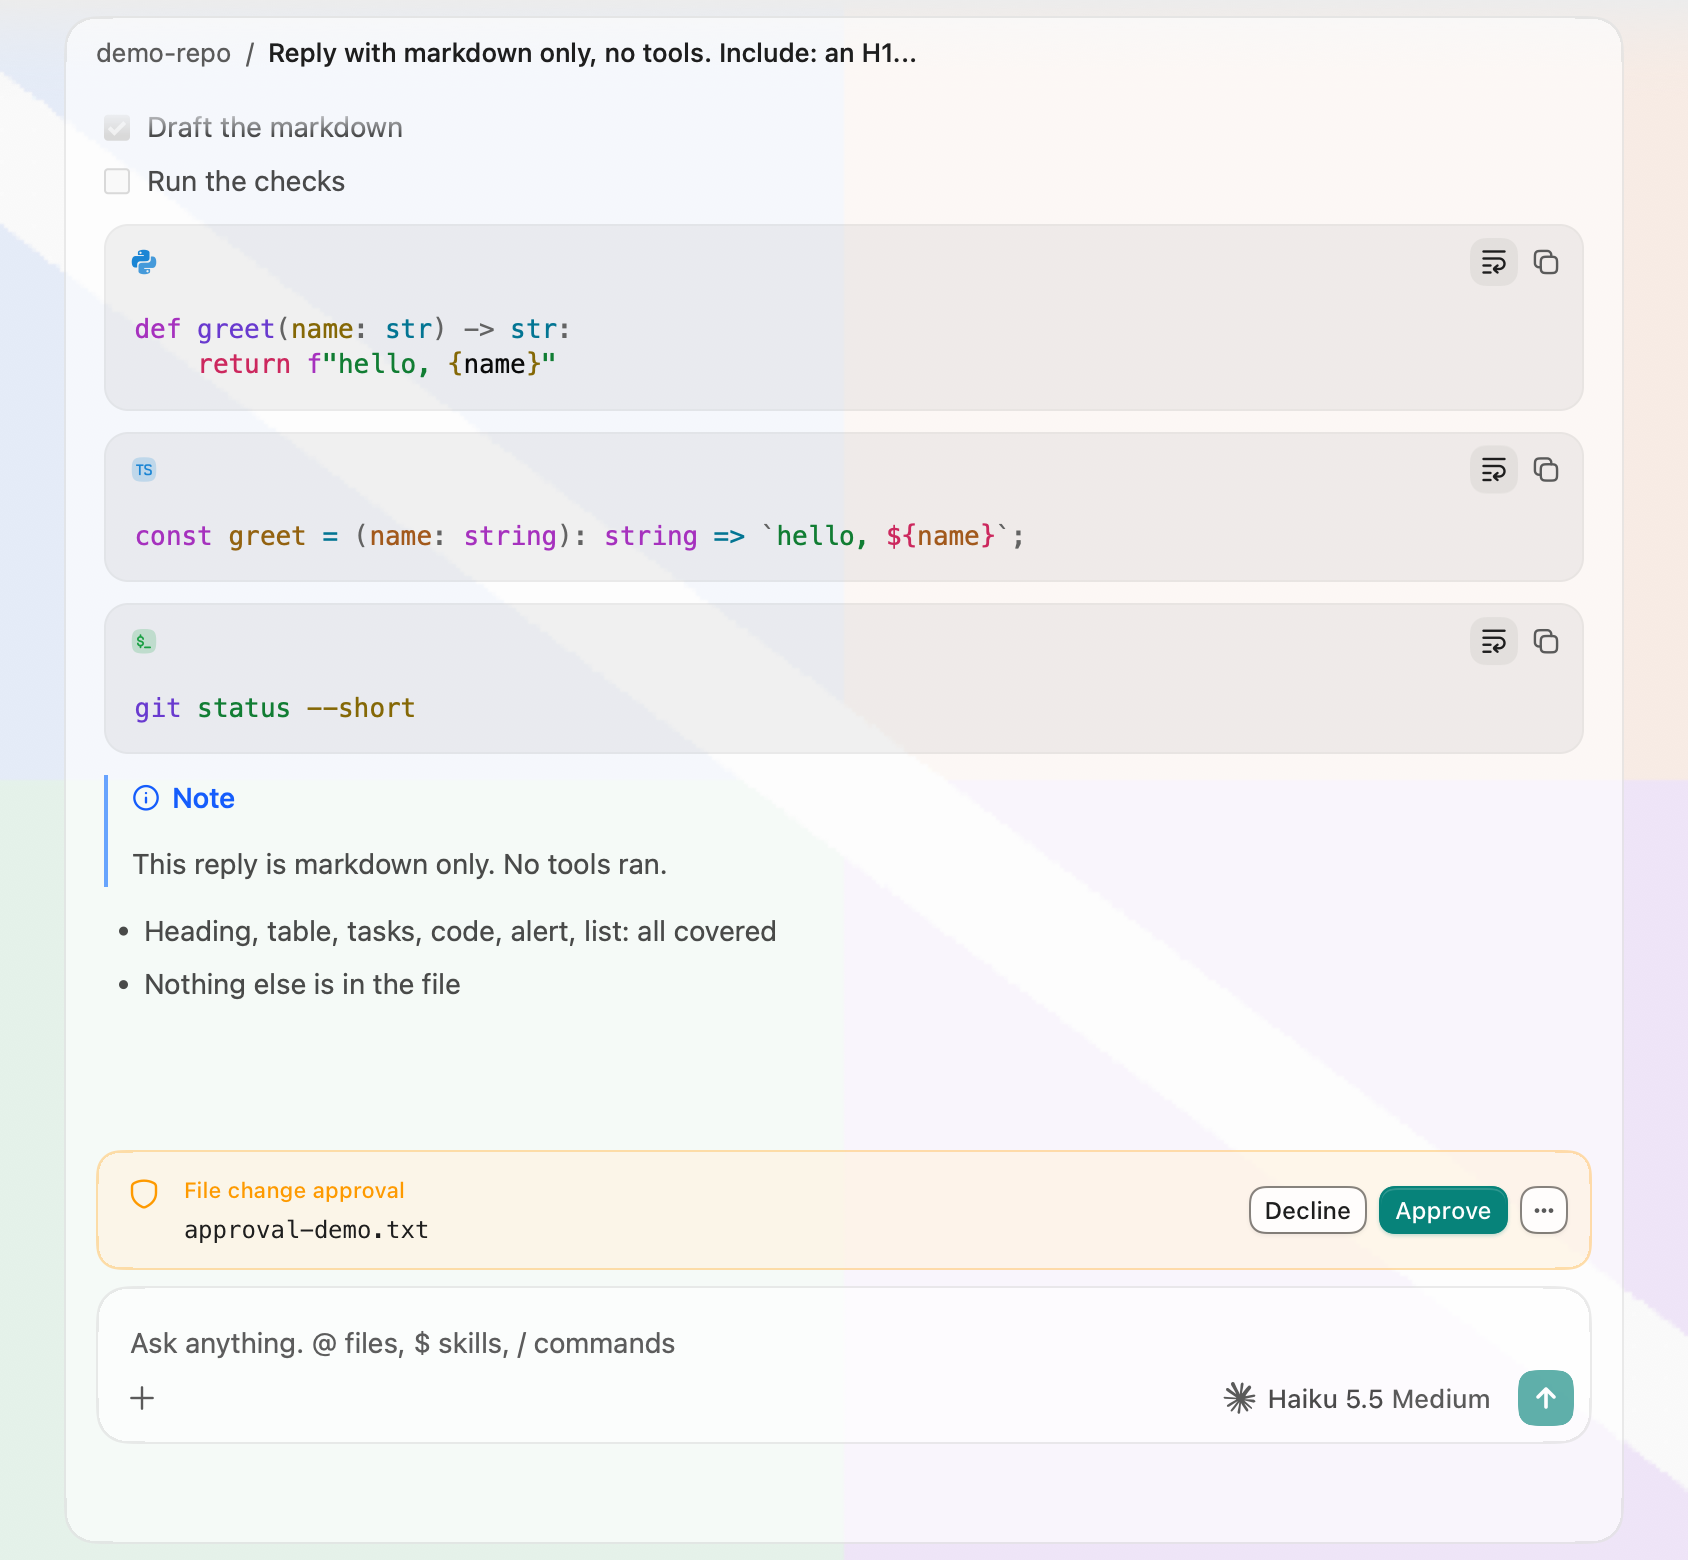 demo-repo / Reply with markdown only, no tools. Include: an H1...
Draft the markdown
Run the checks
def greet(name: str) -> str:
    return f"hello, {name}"
TS
const greet = (name: string): string => `hello, ${name}`;
$_
git status --short
Note
This reply is markdown only. No tools ran.
• Heading, table, tasks, code, alert, list: all covered
• Nothing else is in the file
File change approval
approval-demo.txt
Decline Approve ...
Ask anything. @ files, $ skills, / commands
Haiku 5.5 Medium